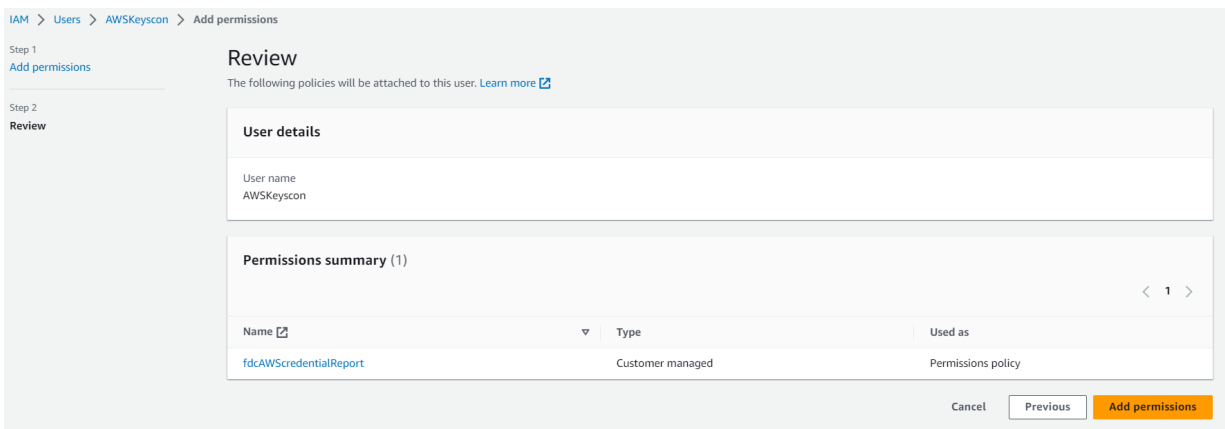 IAM > Users > AWSKeyscon > Add permissions
Step 1
Add permissions
Step 2
Review
Review
The following policies will be attached to this user. Learn more
User details
User name
AWSKeyscon
Permissions summary (1)
< 1 >
Name Type Used as
fdcAWScredentialReport Customer managed Permissions policy
Cancel Previous Add permissions